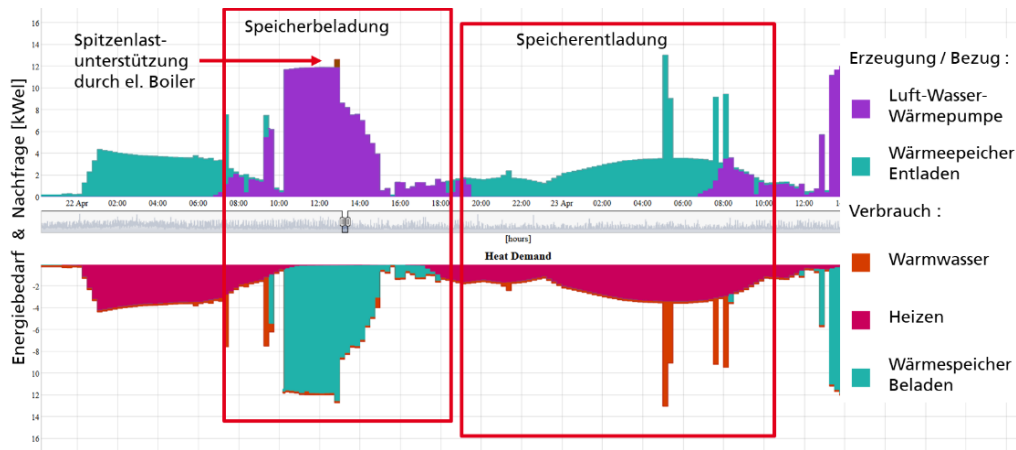 Speicherbeladung
Spitzenlast-
unterstützung
durch el. Boiler
Speicherentladung
Erzeugung / Bezug :
Luft-Wasser-
Wärmepumpe
Wärmeepeicher
Entladen
Verbrauch :
Warmwasser
Heizen
Wärmespeicher
Beladen
Energiebedarf & Nachfrage [kWel]
16
14
12
10
8
6
4
2
0
22 Apr 02:00 04:00 06:00 08:00 10:00 12:00 14:00 16:00 18:00 20:00 22:00 23 Apr 02:00 04:00 06:00 08:00 10:00 12:00
[hours]
Heat Demand
-2
-4
-6
-8
10
12
14
16